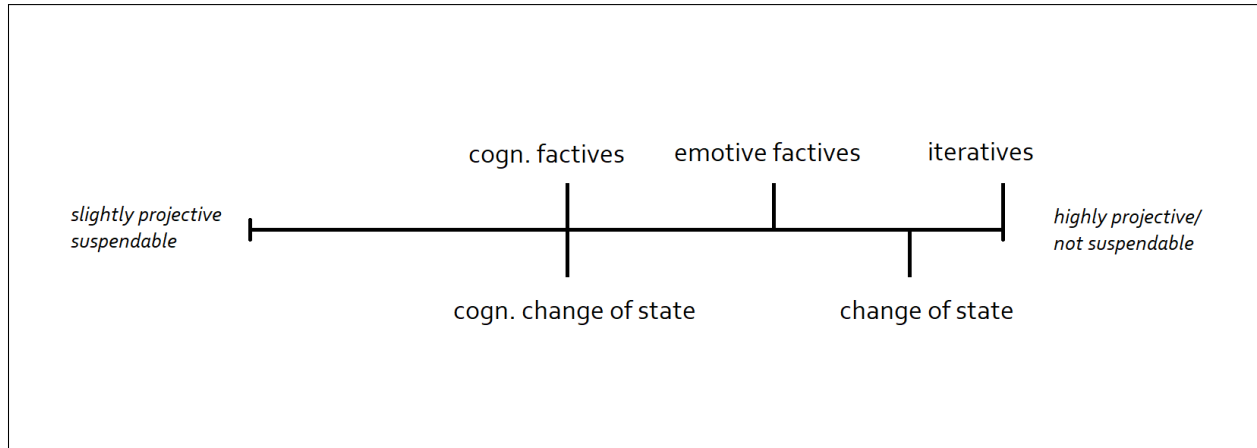 cogn. factives
emotive factives
iteratives
slightly projective
suspendable
highly projective/
not suspendable
cogn. change of state
change of state